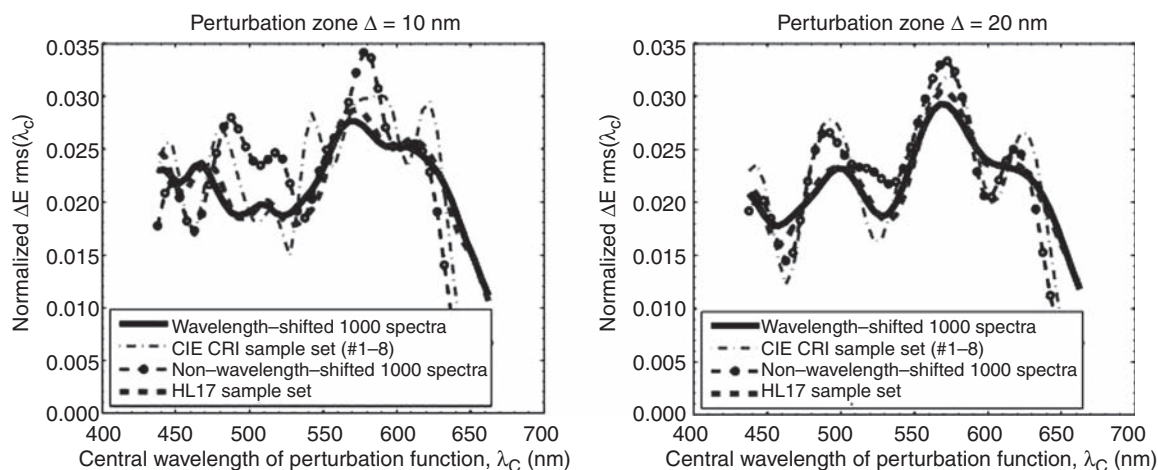 Perturbation zone Δ = 10 nm
Normalized ΔE rms(λc)
0.035
0.030
0.025
0.020
0.015
0.010
0.005
0.000
Wavelength–shifted 1000 spectra
CIE CRI sample set (#1–8)
Non–wavelength–shifted 1000 spectra
HL17 sample set
400 450 500 550 600 650 700
Central wavelength of perturbation function, λC (nm)
Perturbation zone Δ = 20 nm
Normalized ΔE rms(λc)
0.035
0.030
0.025
0.020
0.015
0.010
0.005
0.000
Wavelength–shifted 1000 spectra
CIE CRI sample set (#1–8)
Non–wavelength–shifted 1000 spectra
HL17 sample set
400 450 500 550 600 650 700
Central wavelength of perturbation function, λC (nm)